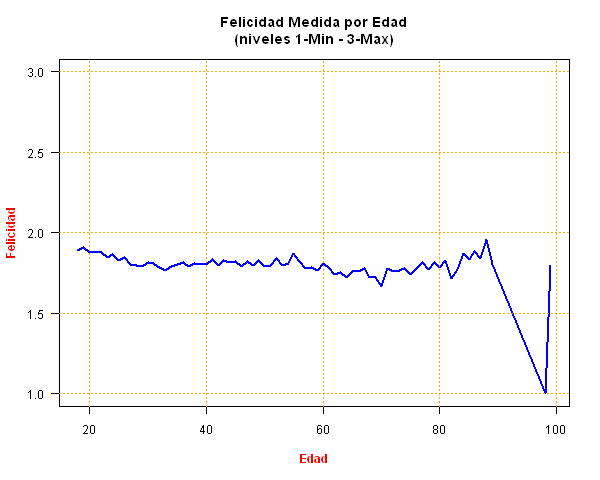 Felicidad Medida por Edad
(niveles 1-Min - 3-Max)
3.0
2.5
2.0
1.5
1.0
Felicidad
20 40 60 80 100
Edad